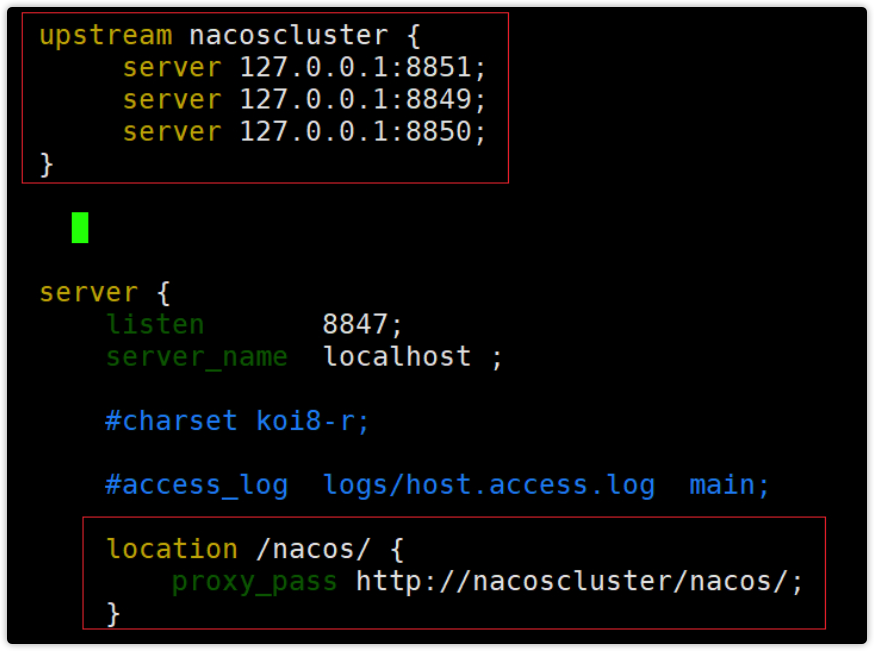 upstream nacoscluster {
server 127.0.0.1:8851;
server 127.0.0.1:8849;
server 127.0.0.1:8850;
}
server {
listen 8847;
server_name localhost ;
#charset koi8-r;
#access_log logs/host.access.log main;
location /nacos/ {
proxy_pass http://nacoscluster/nacos/;
}